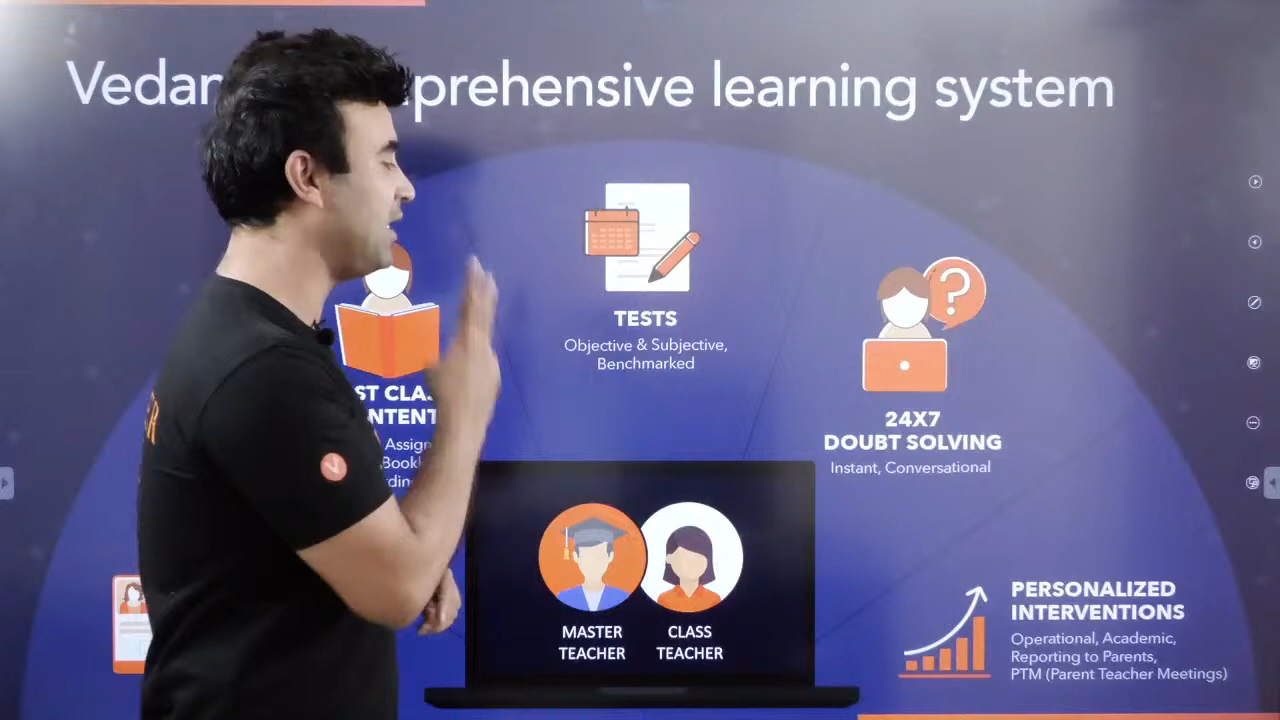 prehensive learning system
TESTS
Objective & Subjective,
Benchmarked
24X7
DOUBT SOLVING
Instant, Conversational
MASTER
TEACHER
CLASS
TEACHER
PERSONALIZED
INTERVENTIONS
Operational, Academic,
Reporting to Parents,
PTM (Parent Teacher Meetings)